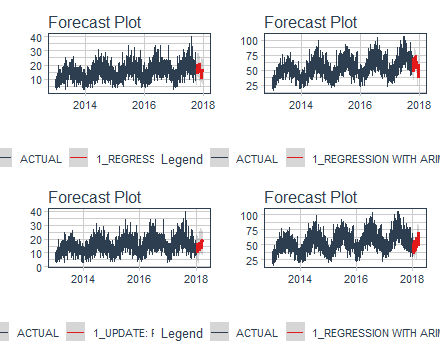 Forecast Plot Forecast Plot
40
30
20
10
100
75
50
25
2014 2016 2018 2014 2016 2018
ACTUAL 1_REGRESS Legend ACTUAL 1_REGRESSION WITH ARIM
Forecast Plot Forecast Plot
40
30
20
10
0
100
75
50
25
2014 2016 2018 2014 2016 2018
ACTUAL 1_UPDATE: F Legend ACTUAL 1_REGRESSION WITH ARIM